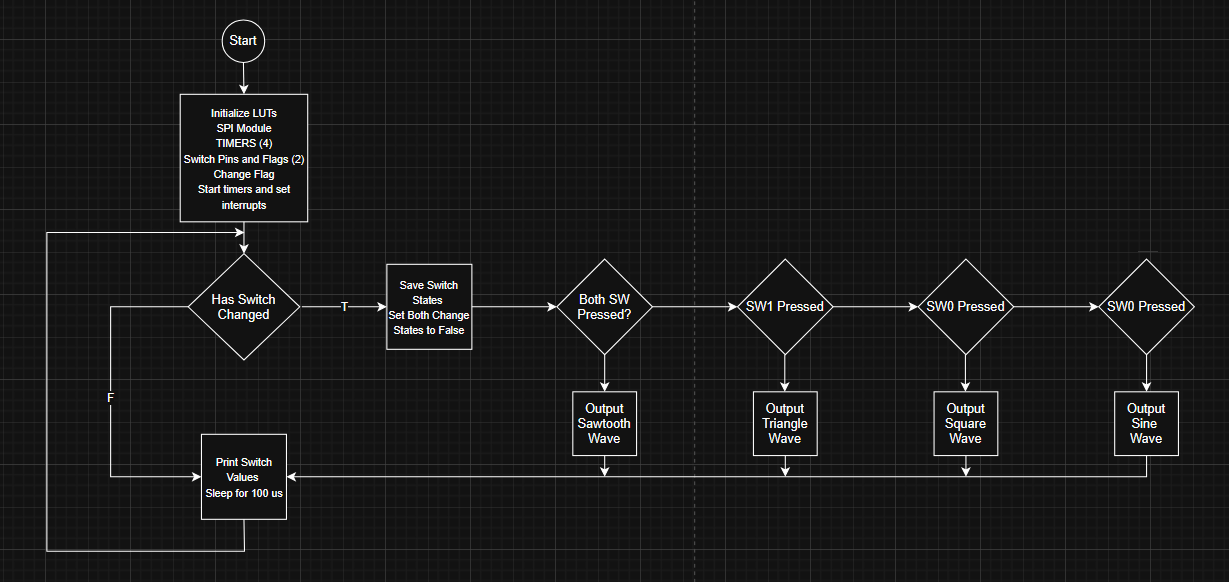 Start
Initialize LUTs
SPI Module
TIMERS (4)
Switch Pins and Flags (2)
Change Flag
Start timers and set
interrupts
Has Switch
Changed
T
Save Switch
States
Set Both Change
States to False
Both SW
Pressed?
SW1 Pressed
SW0 Pressed
SW0 Pressed
F
Output
Sawtooth
Wave
Output
Triangle
Wave
Output
Square
Wave
Output
Sine
Wave
Print Switch
Values
Sleep for 100 us